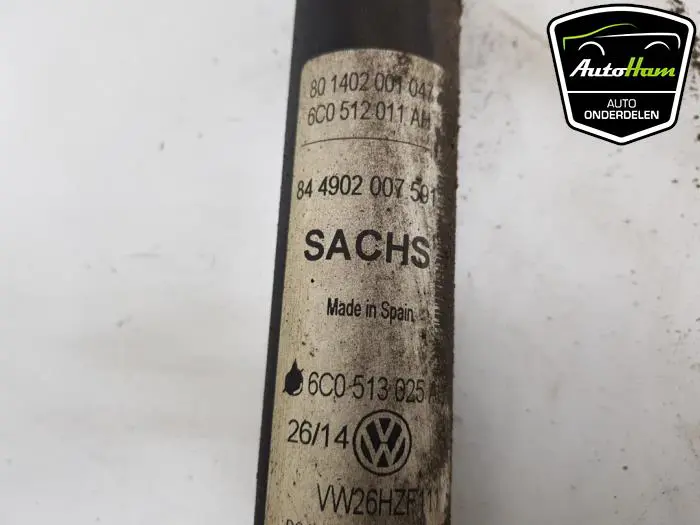 AutoHam
AUTO
ONDERDELEN
80 1402 001 047
6C0 512 011 AH
84 4902 007 591
SACHS
Made in Spain
6C0 513 025
26/14
VW26HZF111